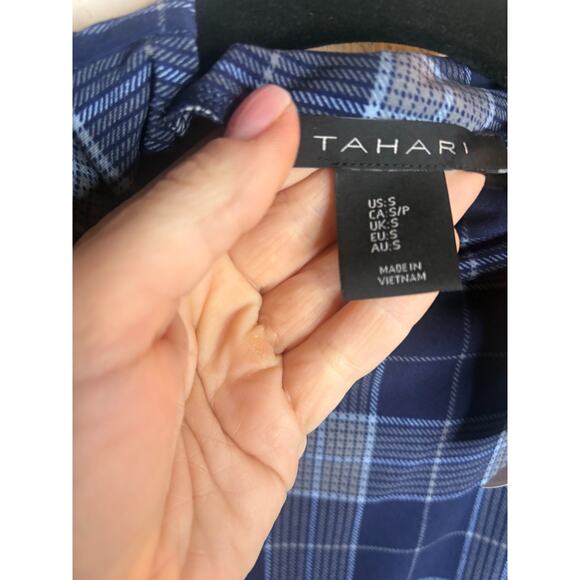 TAHARI
US:S
CA:S/P
UK:S
EU:S
AU:S
MADE IN
VIETNAM